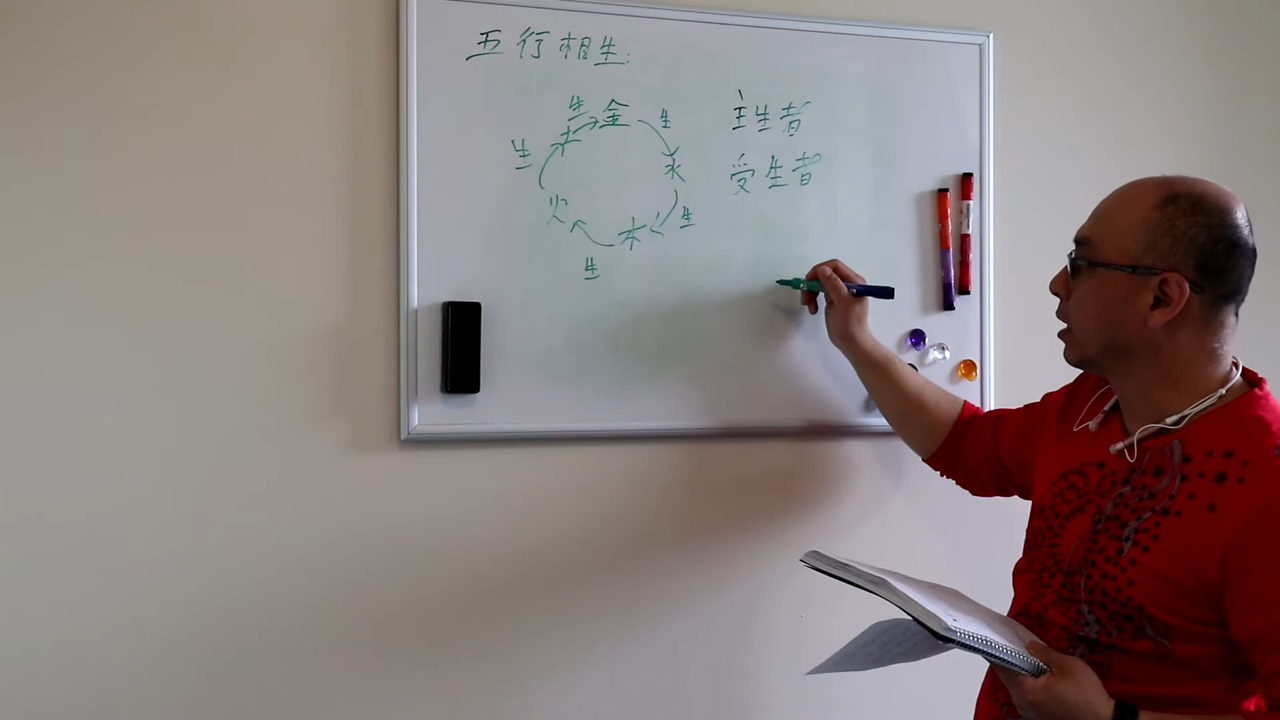 五行相生:
生 金 生 主生者
土
生 水 受生者
火 木 生
生